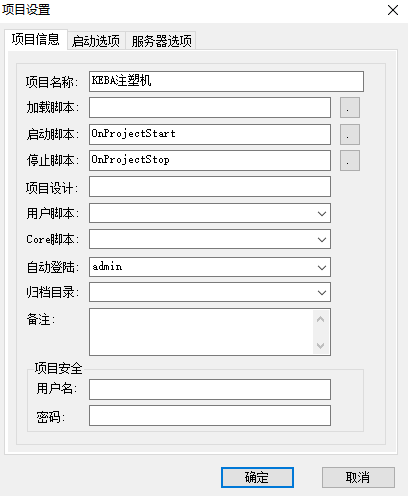 项目设置
项目信息 启动选项 服务器选项
项目名称: KEBA注塑机
加载脚本: .
启动脚本: OnProjectStart .
停止脚本: OnProjectStop .
项目设计:
用户脚本:
Core脚本:
自动登陆: admin
归档目录:
备注:
项目安全
用户名:
密码:
确定 取消